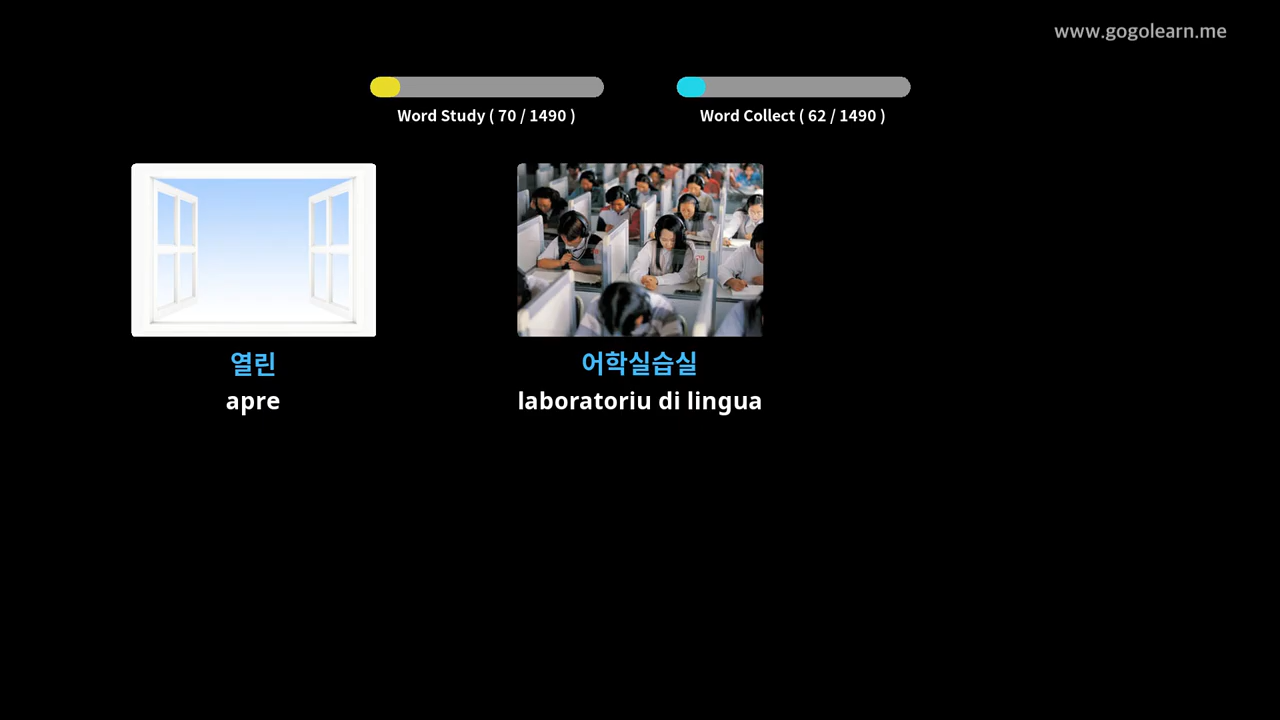 www.gogolearn.me
Word Study ( 70 / 1490 )
Word Collect ( 62 / 1490 )
열린
apre
어학실습실
laboratoriu di lingua